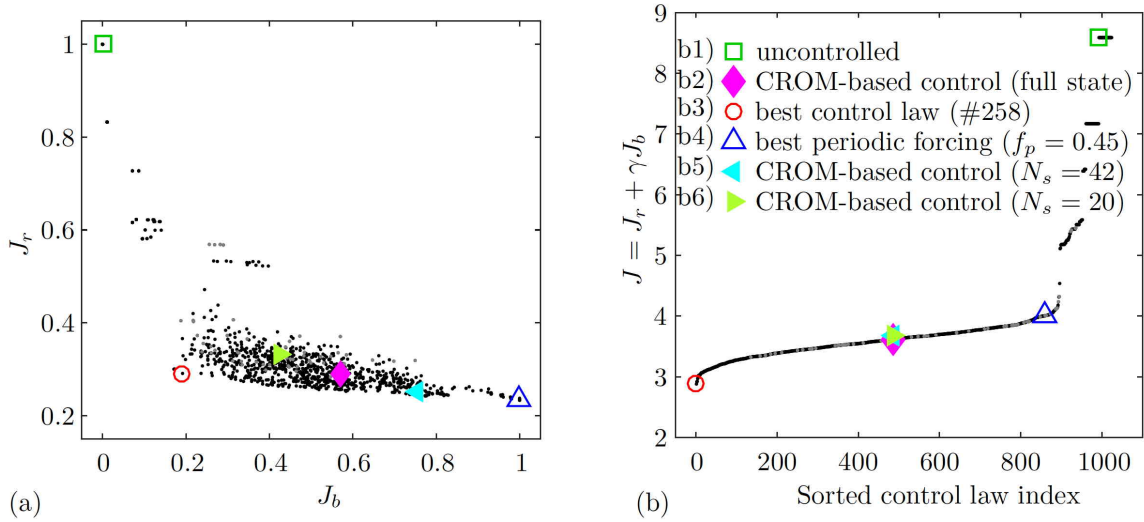 1
0.8
0.6
0.4
0.2
J_r
0
0.2
0.4
0.6
0.8
1
J_b
(a)
9
8
7
6
5
4
3
2
J = J_r + γJ_b
b1) uncontrolled
b2) CROM-based control (full state)
b3) best control law (#258)
b4) best periodic forcing (f_p = 0.45)
b5) CROM-based control (N_s = 42)
b6) CROM-based control (N_s = 20)
0
200
400
600
800
1000
Sorted control law index
(b)